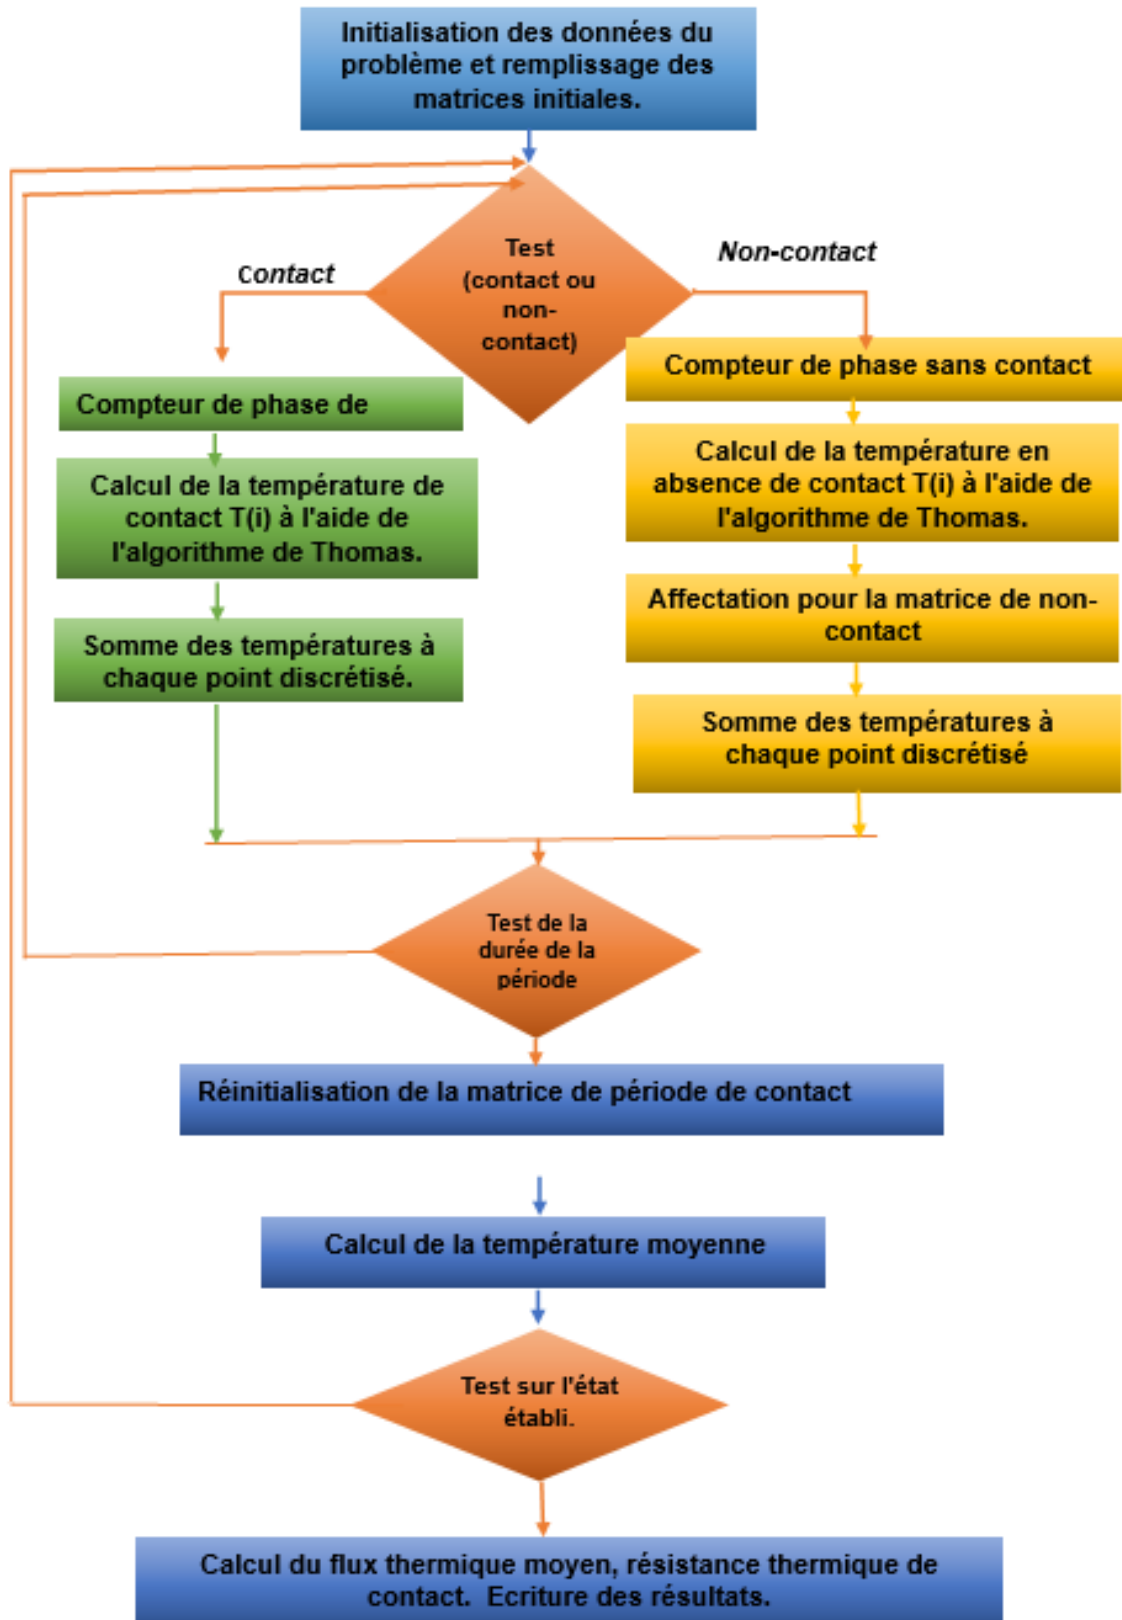 Initialisation des données du
problème et remplissage des
matrices initiales.
Test
(contact ou
non-
contact)
Contact
Non-contact
Compteur de phase de
Calcul de la température de
contact T(i) à l'aide de
l'algorithme de Thomas.
Somme des températures à
chaque point discrétisé.
Compteur de phase sans contact
Calcul de la température en
absence de contact T(i) à l'aide de
l'algorithme de Thomas.
Affectation pour la matrice de non-
contact
Somme des températures à
chaque point discrétisé
Test de la
durée de la
période
Réinitialisation de la matrice de période de contact
Calcul de la température moyenne
Test sur l'état
établi.
Calcul du flux thermique moyen, résistance thermique de
contact.  Ecriture des résultats.